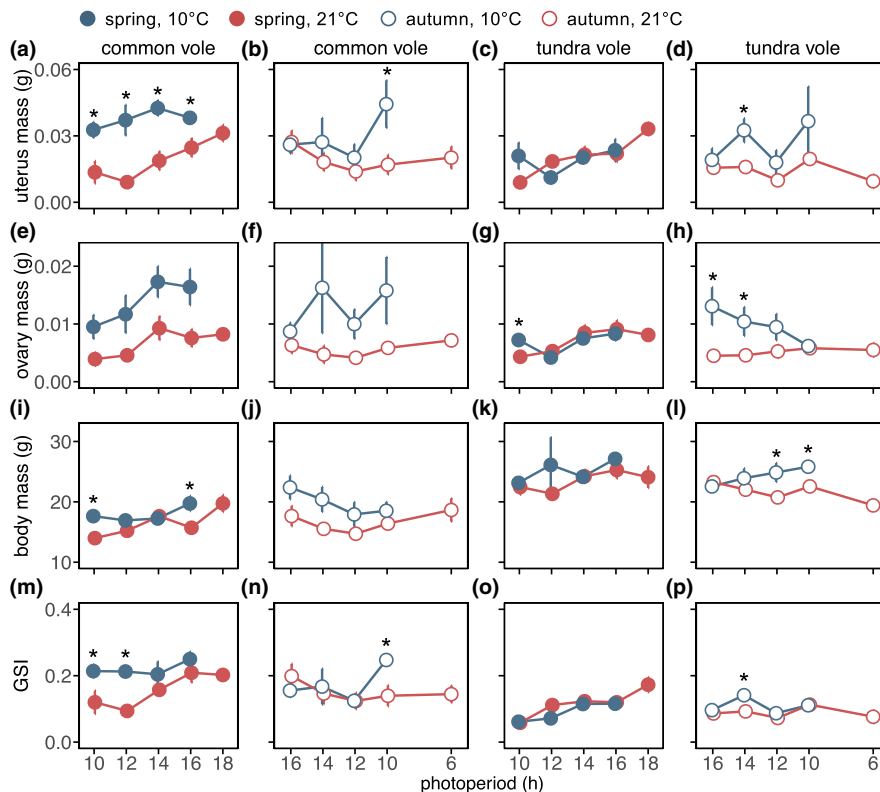 spring, 10°C spring, 21°C autumn, 10°C autumn, 21°C
(a) common vole (b) common vole (c) tundra vole (d) tundra vole
uterus mass (g)
0.06
0.03
0.00
* * * *
*
*
(e) (f) (g) (h)
ovary mass (g)
0.02
0.01
0.00
*
* *
(i) (j) (k) (l)
body mass (g)
30
20
10
* *
* *
(m) (n) (o) (p)
GSI
0.4
0.2
0.0
* *
*
*
10 12 14 16 18 16 14 12 10 6 10 12 14 16 18 16 14 12 10 6
photoperiod (h)